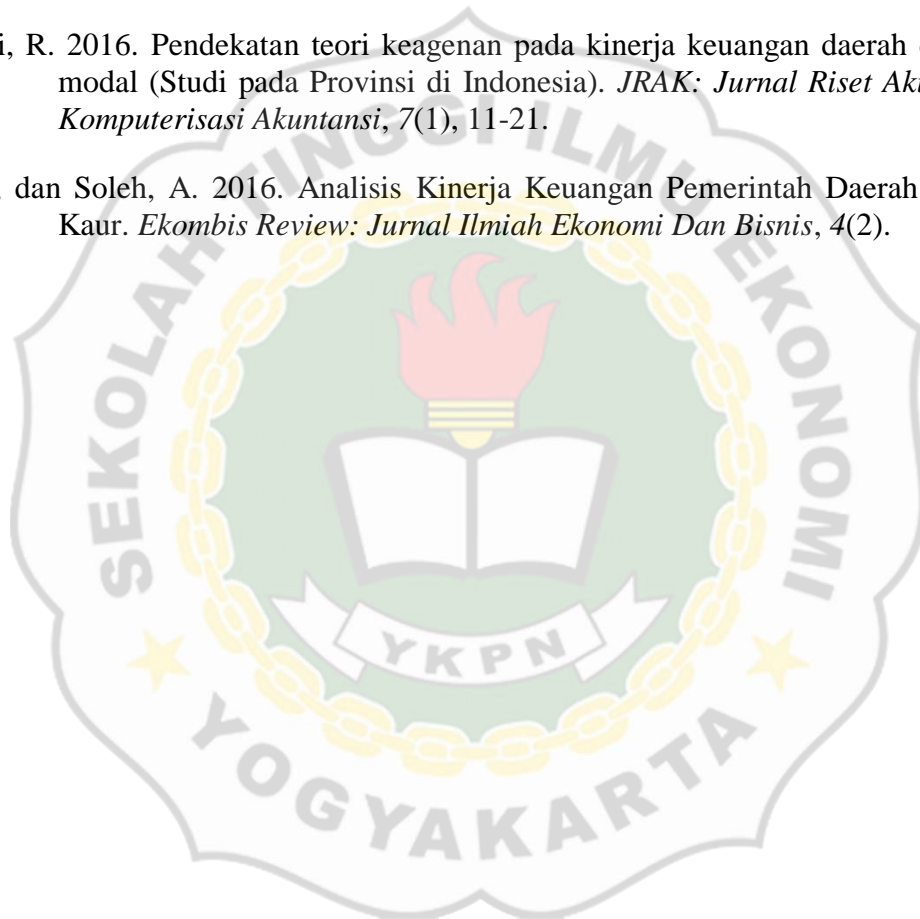 i, R. 2016. Pendekatan teori keagenan pada kinerja keuangan daerah
modal (Studi pada Provinsi di Indonesia). JRAK: Jurnal Riset
Komputerisasi Akuntansi, 7(1), 11-21.
dan Soleh, A. 2016. Analisis Kinerja Keuangan Pemerintah Daerah
Kaur. Ekombis Review: Jurnal Ilmiah Ekonomi Dan Bisnis, 4(2).
SEKOLAH TINGGI ILMU EKONOMI
YKPN
YOGYAKARTA